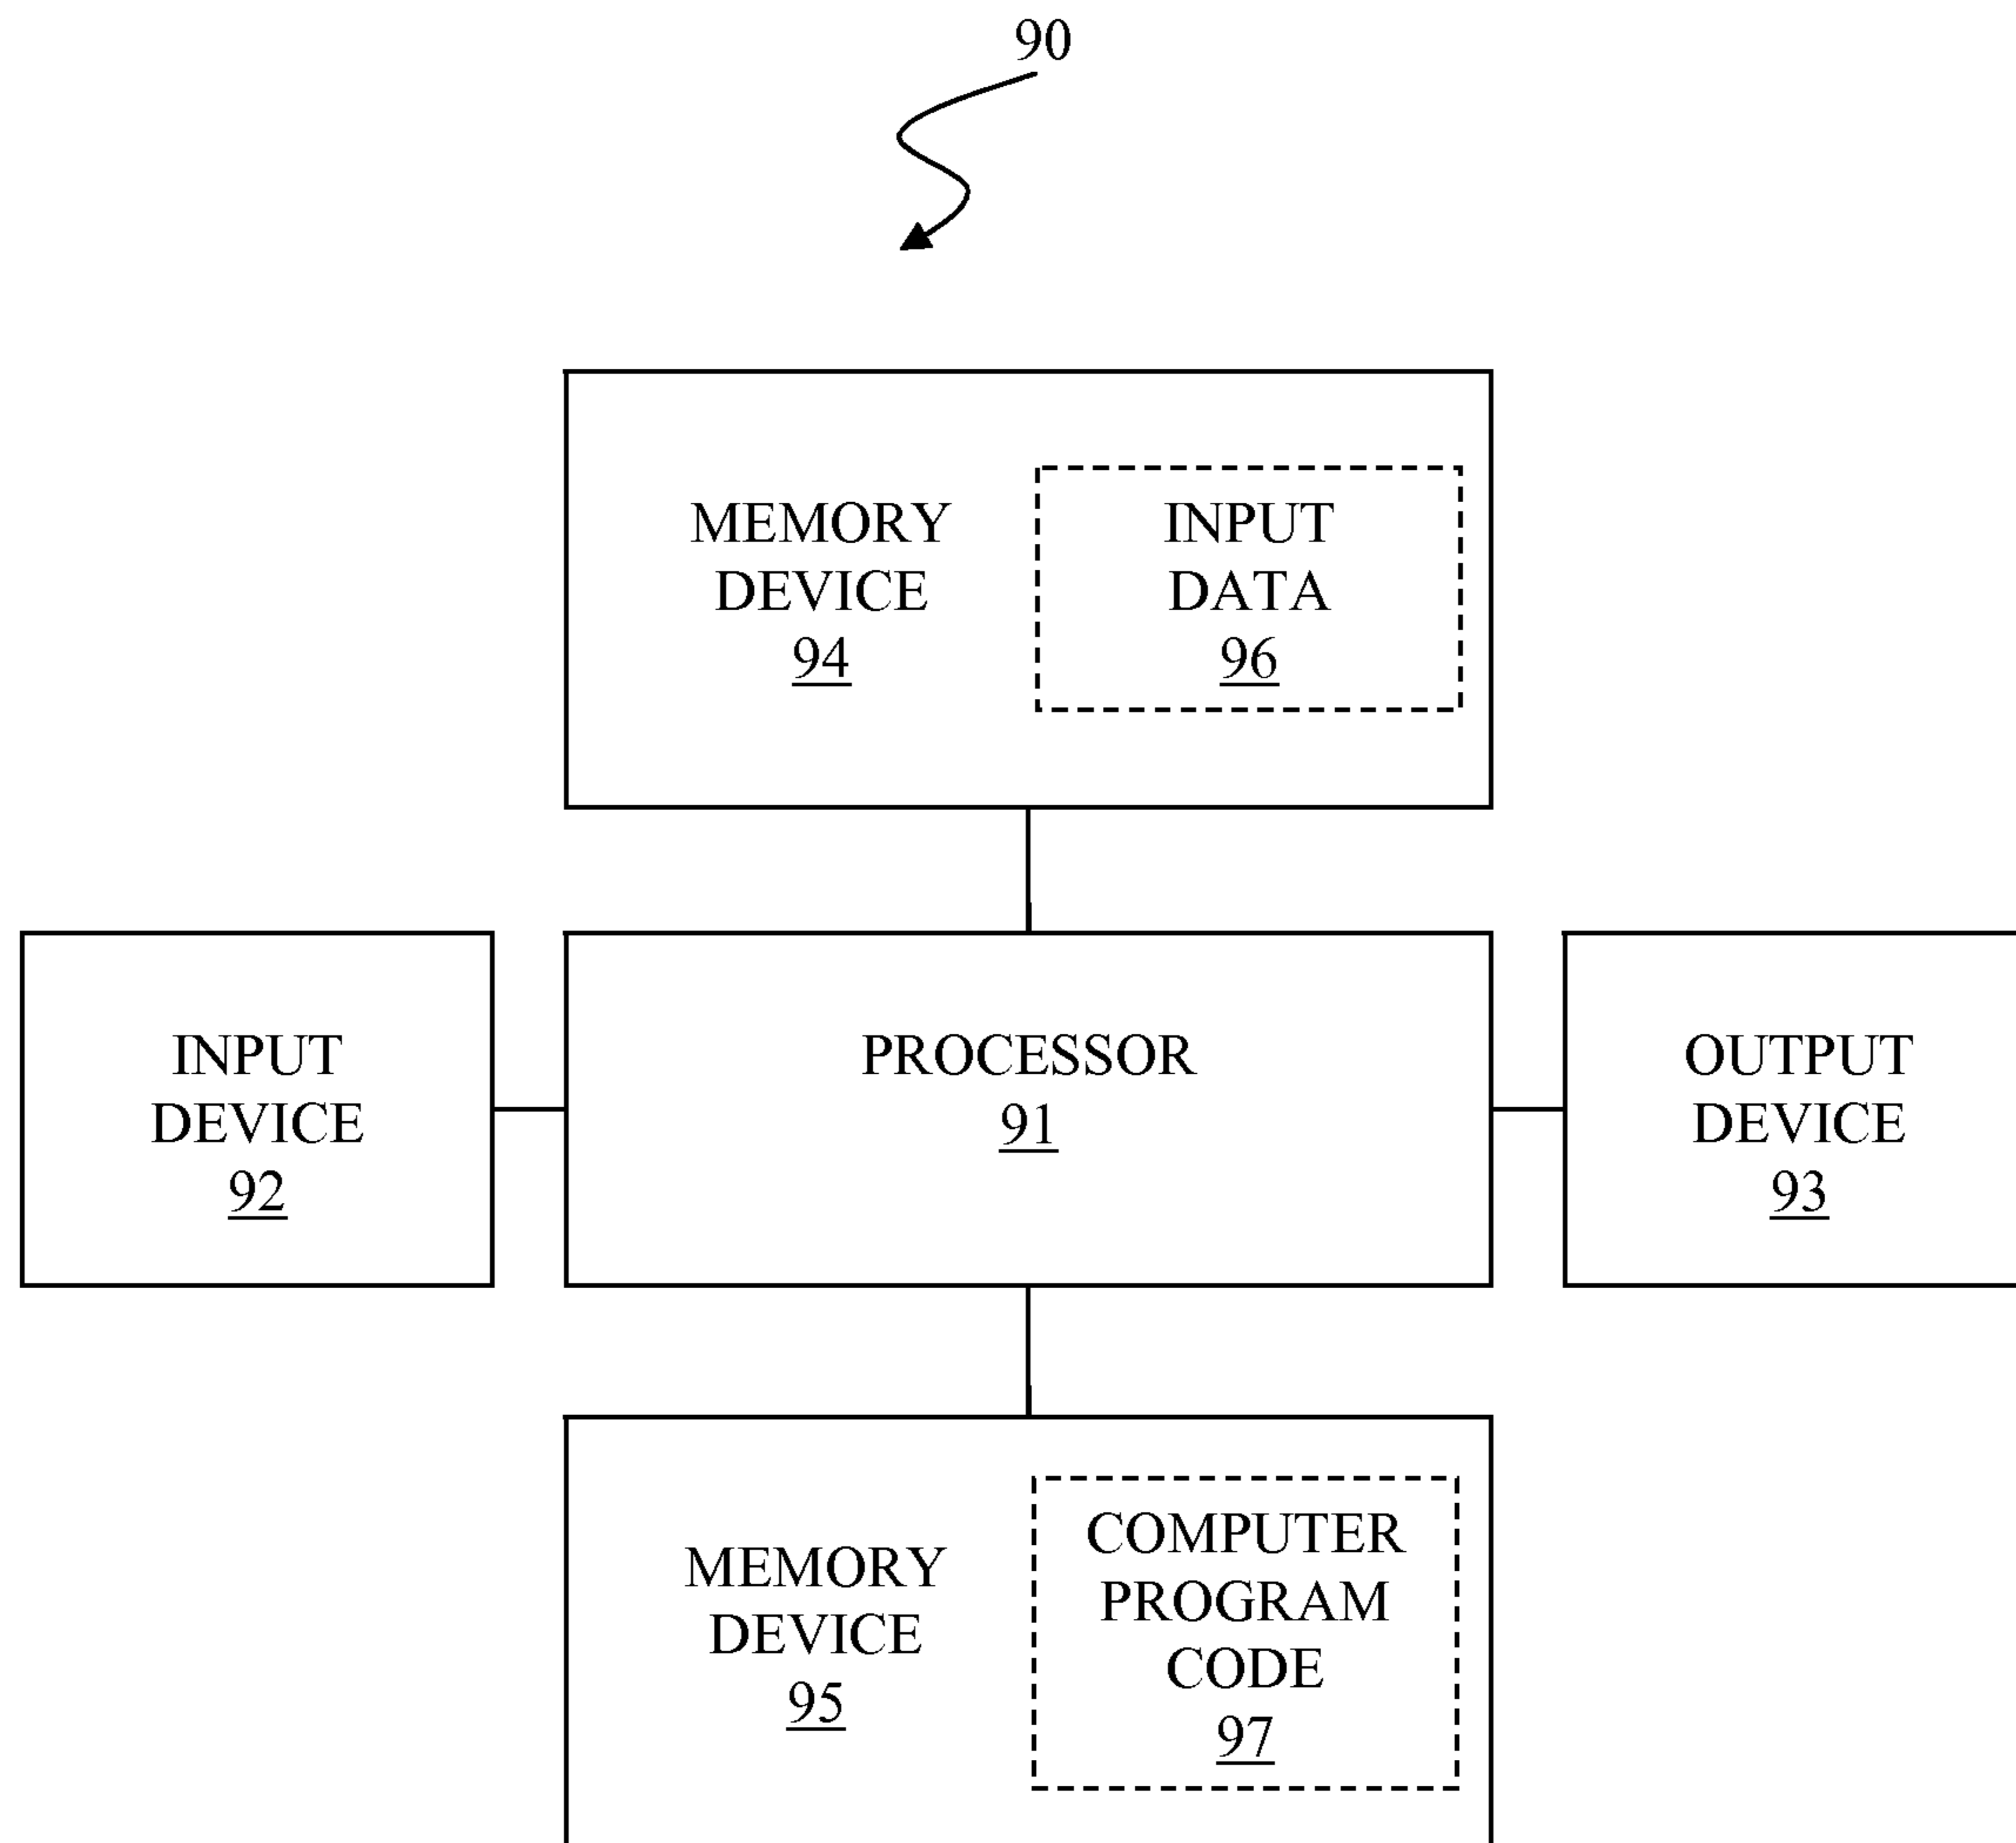 90
MEMORY
DEVICE
94
INPUT
DATA
96
INPUT
DEVICE
92
PROCESSOR
91
OUTPUT
DEVICE
93
MEMORY
DEVICE
95
COMPUTER
PROGRAM
CODE
97